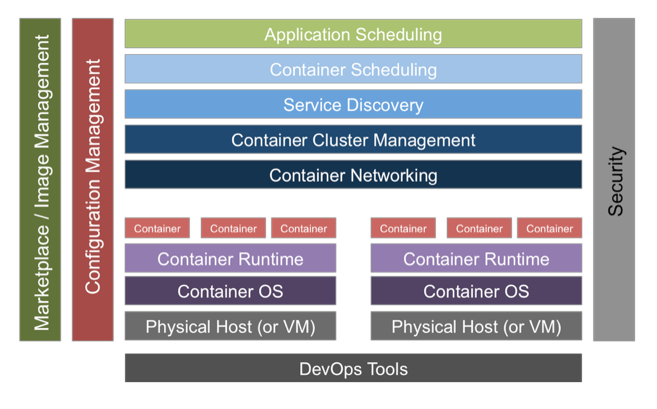 Marketplace / Image Management
Configuration Management
Application Scheduling
Container Scheduling
Service Discovery
Container Cluster Management
Container Networking
Container Container Container Container Container Container
Container Runtime Container Runtime
Container OS Container OS
Physical Host (or VM) Physical Host (or VM)
DevOps Tools
Security